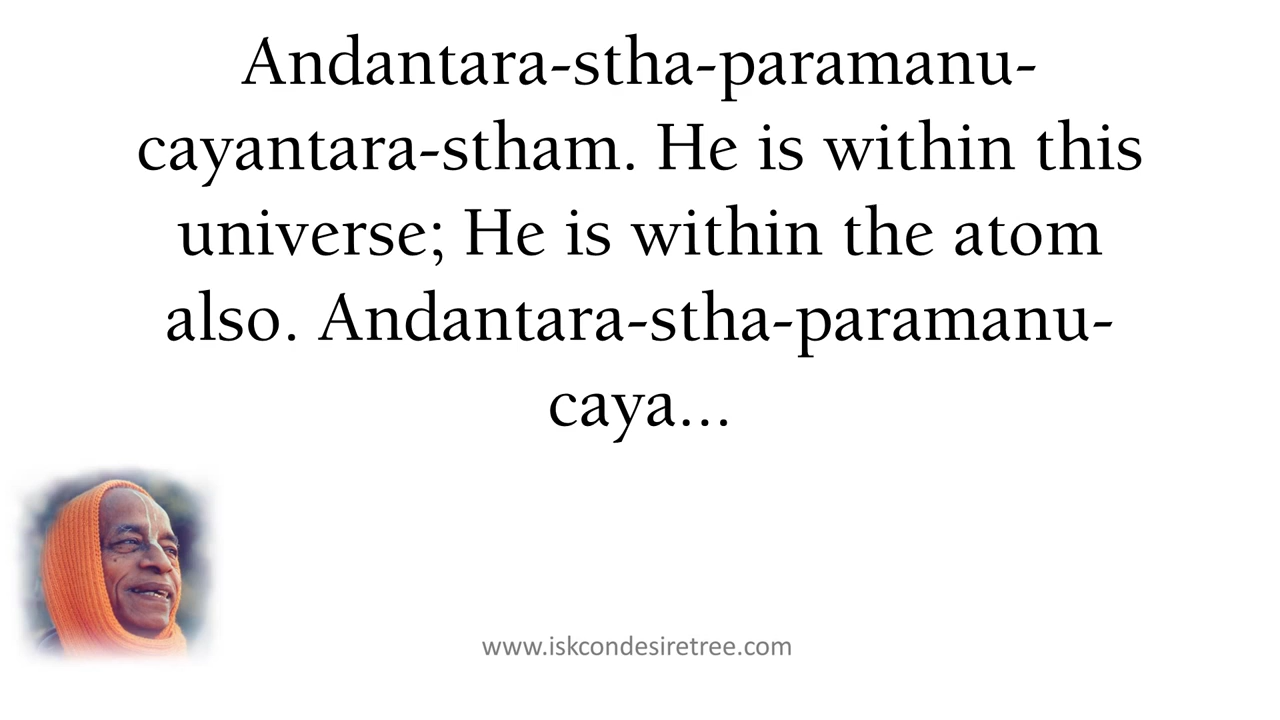 Andantara-stha-paramanu-
cayantara-stham. He is within this
universe; He is within the atom
also. Andantara-stha-paramanu-
caya...
www.iskcondesiretree.com